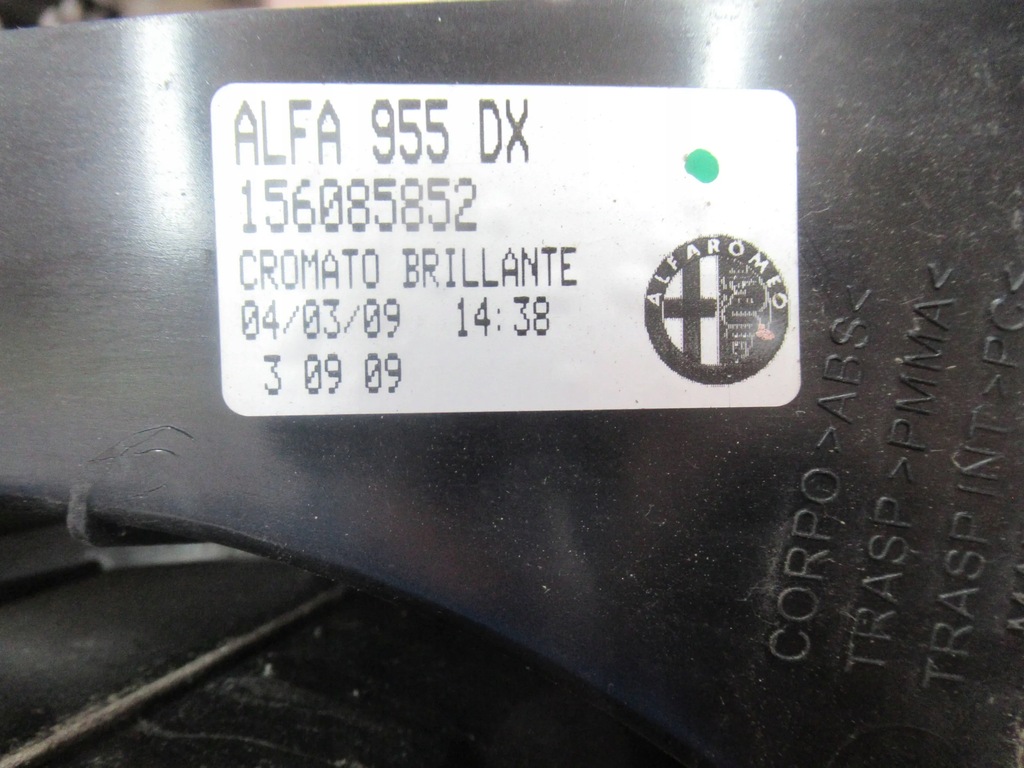 ALFA 955 DX
156085852
CROMATO BRILLANTE
04/03/09 14:38
3 09 09
ALFA ROMEO
CORPO >ABS<
TRASP >PMMA<
TRASP INT >PC<